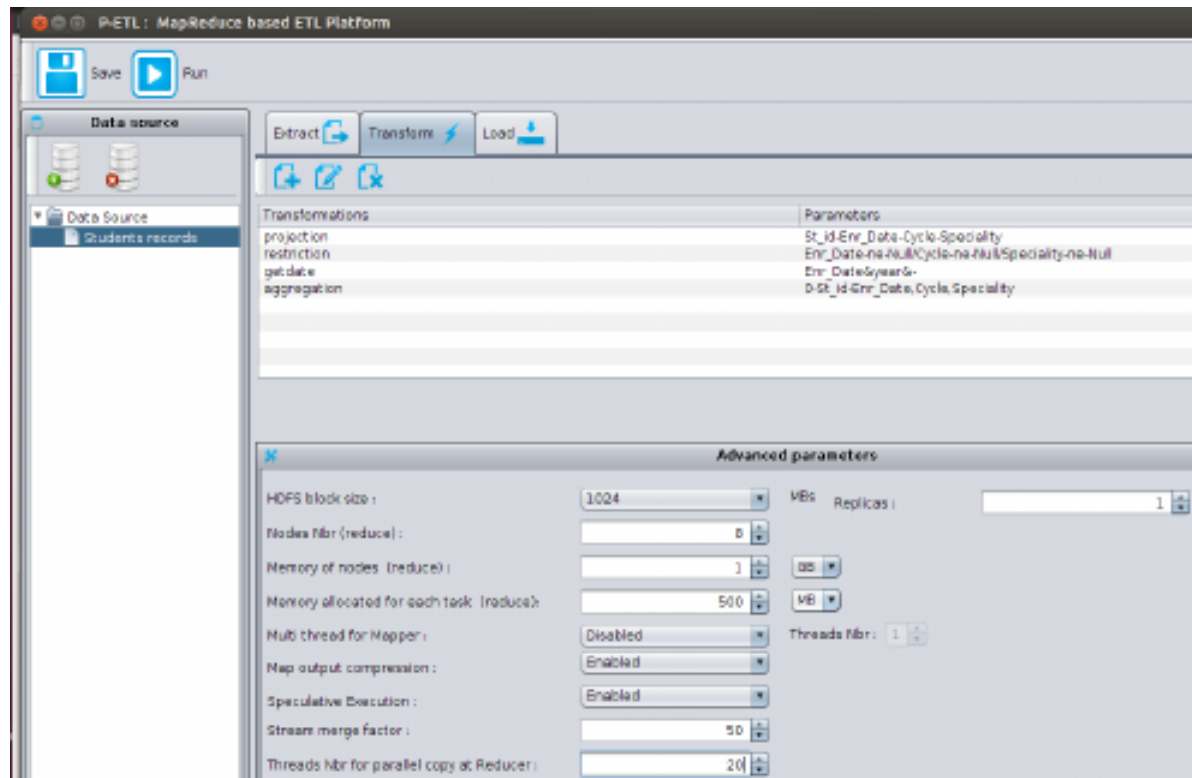 P-ETL : MapReduce based ETL Platform
Save Run
Data source
Extract Transform Load
Data Source
Students records
Transformations Parameters
projection St_id-Enr_Date-Cycle-Speciality
restriction Enr_Date-ne-Null/Cycle-ne-Null/Speciality-ne-Null
getdate Enr_Date&year&-
aggregation 0-St_id-Enr_Date,Cycle,Speciality
Advanced parameters
HDFS block size : 1024 MBs Replicas : 1
Nodes Nbr (reduce) : 8
Memory of nodes (reduce) : 1 GB
Memory allocated for each task (reduce): 500 MB
Multi thread for Mapper : Disabled Threads Nbr : 1
Map output compression : Enabled
Speculative Execution : Enabled
Stream merge factor : 50
Threads Nbr for parallel copy at Reducer : 20